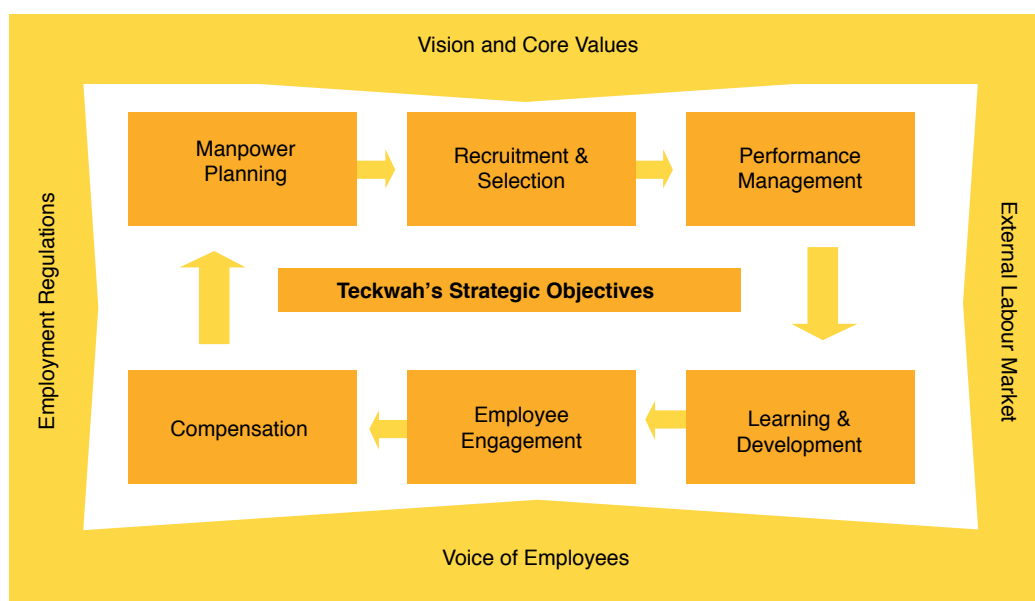 Vision and Core Values
Manpower
Planning
Recruitment &
Selection
Performance
Management
Employment Regulations
Teckwah's Strategic Objectives
External Labour Market
Compensation
Employee
Engagement
Learning &
Development
Voice of Employees